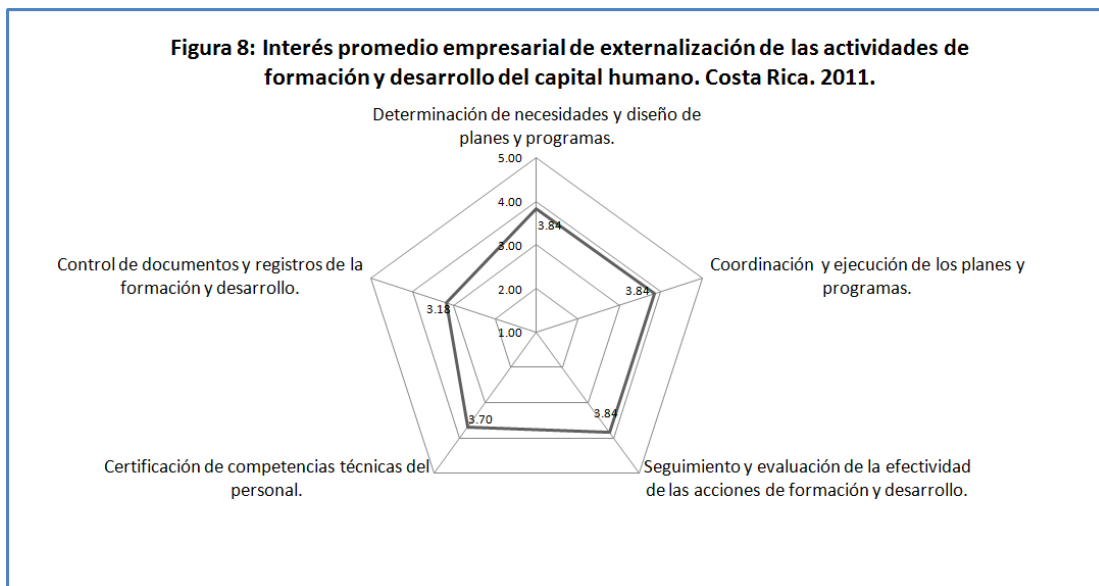 Figura 8: Interés promedio empresarial de externalización de las actividades de
formación y desarrollo del capital humano. Costa Rica. 2011.
Determinación de necesidades y diseño de
planes y programas.
5.00
4.00
3.84
3.00
Control de documentos y registros de la
formación y desarrollo.
Coordinación y ejecución de los planes y
programas.
3.84
2.00
3.18
1.00
3.84
3.70
Certificación de competencias técnicas del
personal.
Seguimiento y evaluación de la efectividad
de las acciones de formación y desarrollo.